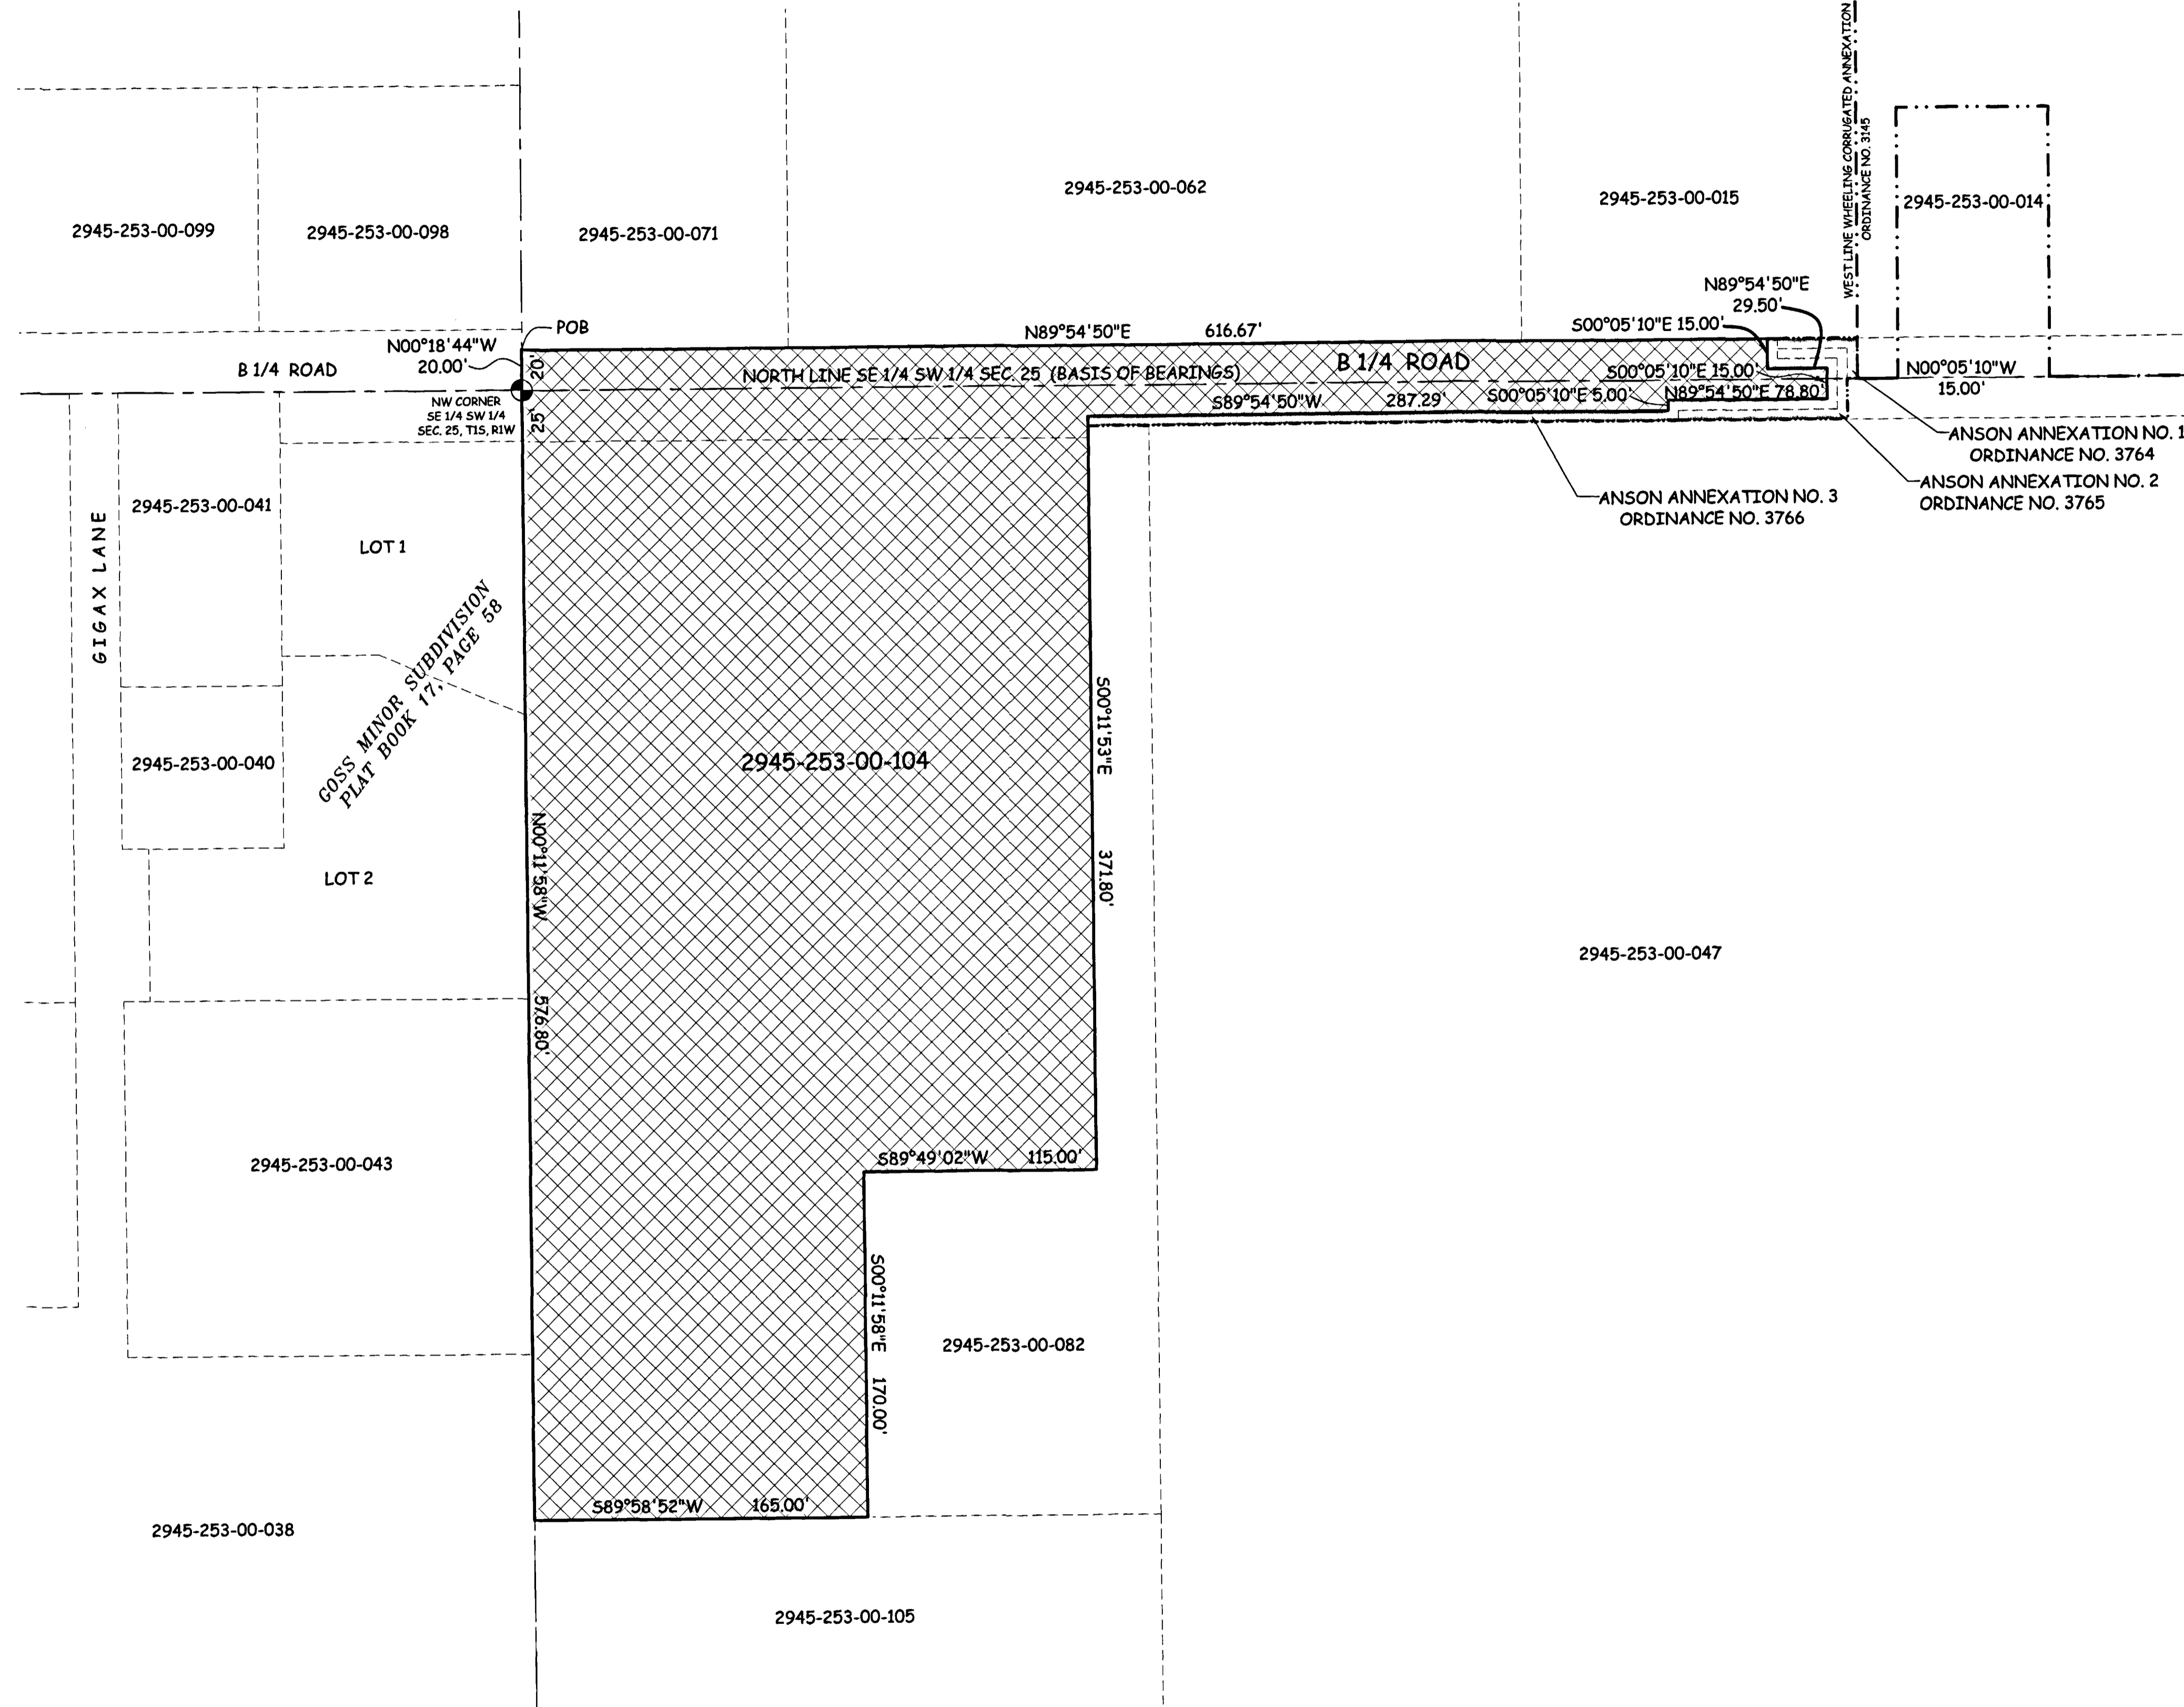 WEST LINE WHEELING CORRUGATED ANNEXATION
ORDINANCE NO. 3145
2945-253-00-062
2945-253-00-015
2945-253-00-014
2945-253-00-099
2945-253-00-098
2945-253-00-071
N89°54'50"E
29.50'
POB
N89°54'50"E 616.67'
S00°05'10"E 15.00'
N00°18'44"W
20.00'
20'
B 1/4 ROAD
B 1/4 ROAD
NORTH LINE SE 1/4 SW 1/4 SEC. 25 (BASIS OF BEARINGS)
S00°05'10"E 15.00'
N00°05'10"W
15.00'
NW CORNER
SE 1/4 SW 1/4
SEC. 25, T1S, R1W
25'
S89°54'50"W 287.29'
S00°05'10"E 5.00'
N89°54'50"E 78.80'
ANSON ANNEXATION NO. 1
ORDINANCE NO. 3764
ANSON ANNEXATION NO. 2
ORDINANCE NO. 3765
ANSON ANNEXATION NO. 3
ORDINANCE NO. 3766
2945-253-00-041
LOT 1
GIGAX LANE
GOSS MINOR SUBDIVISION
PLAT BOOK 17, PAGE 58
S00°11'53"E 371.80'
2945-253-00-104
2945-253-00-040
N00°11'58"W 576.80'
LOT 2
2945-253-00-047
2945-253-00-043
S89°49'02"W 115.00'
S00°11'58"E 170.00'
2945-253-00-082
S89°58'52"W 165.00'
2945-253-00-038
2945-253-00-105